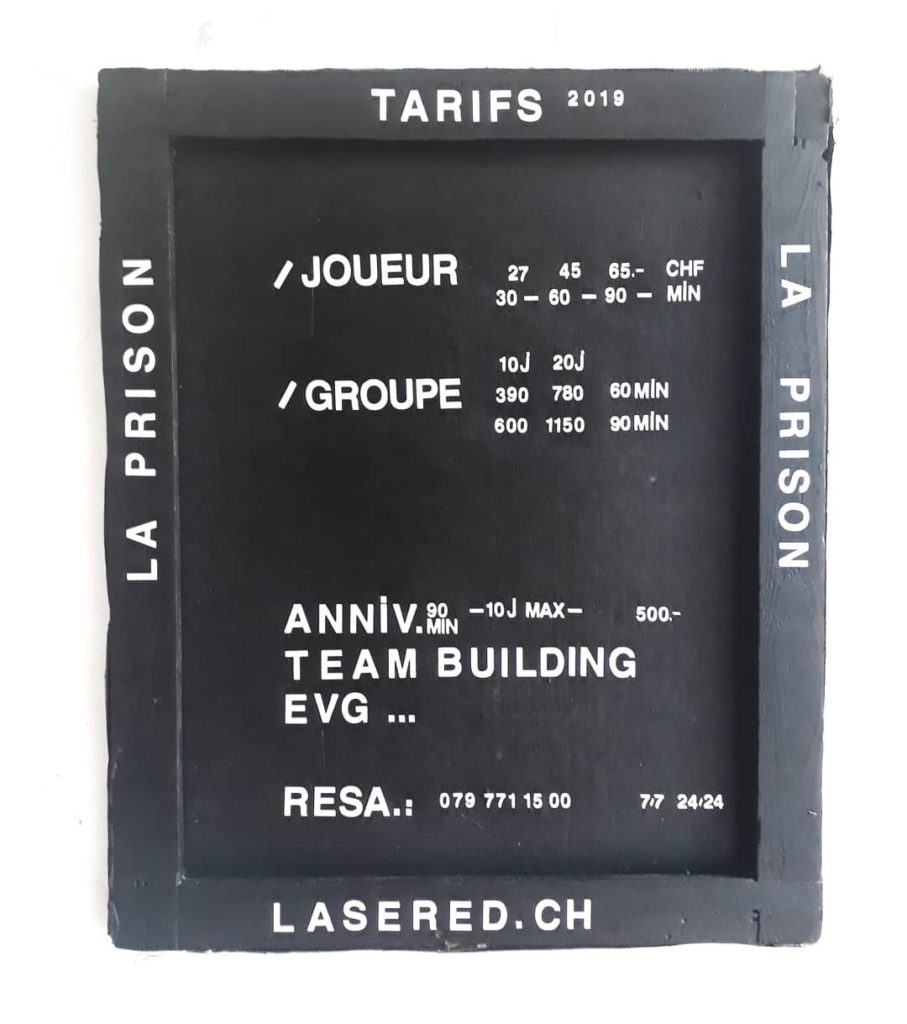 TARIFS 2019
LA PRISON
/JOUEUR 27 45 65.- CHF
30 - 60 - 90 - MIN
10J 20J
/GROUPE 390 780 60 MIN
600 1150 90 MIN
ANNIV. 90 MIN -10J MAX- 500.-
TEAM BUILDING
EVG ...
RESA.: 079 771 15 00 7/7 24/24
LA PRISON
LASERED.CH